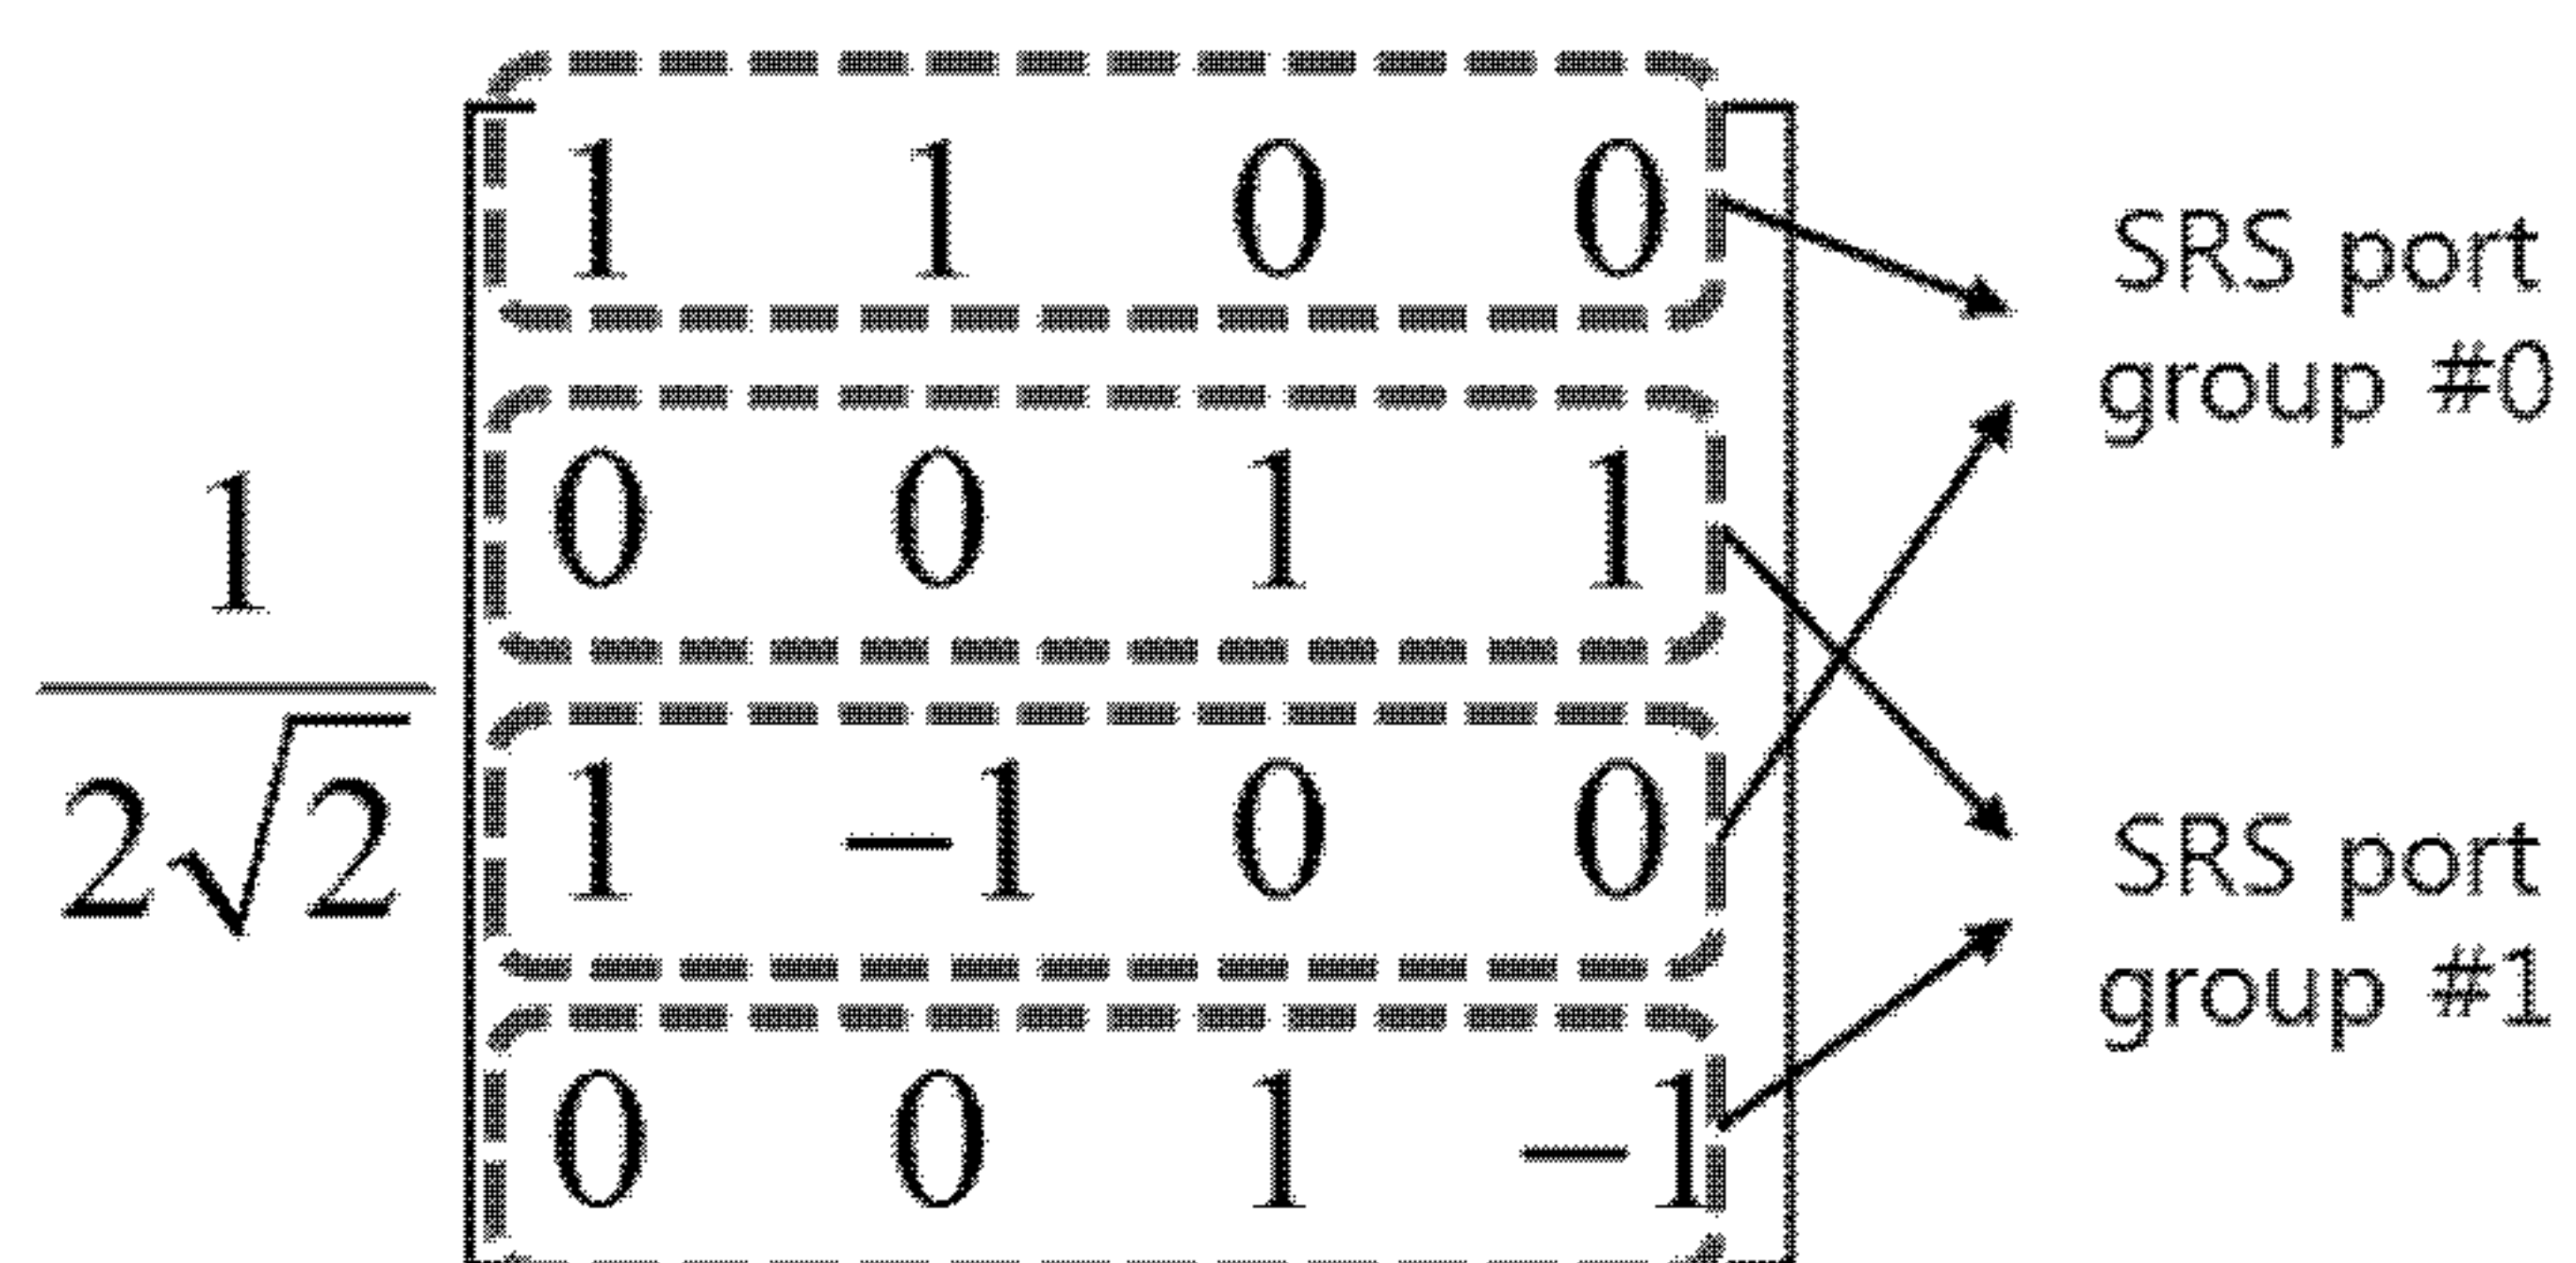 1
2√2
1 1 0 0
0 0 1 1
1 −1 0 0
0 0 1 −1
SRS port
group #0
SRS port
group #1